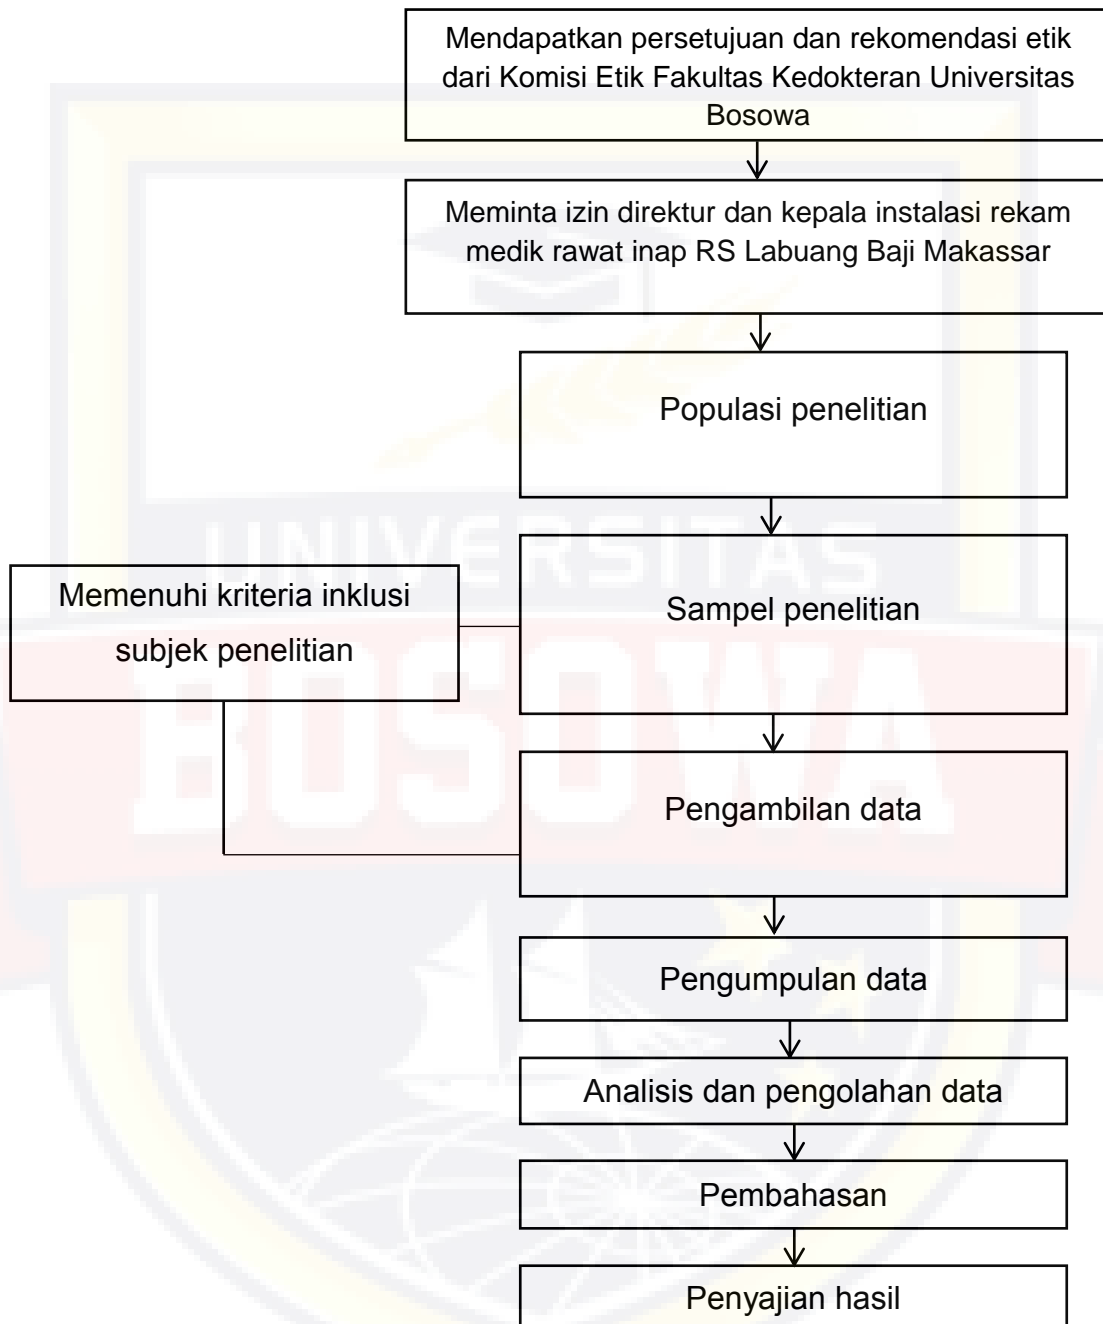 Mendapatkan persetujuan dan rekomendasi etik
dari Komisi Etik Fakultas Kedokteran Universitas
Bosowa
Meminta izin direktur dan kepala instalasi rekam
medik rawat inap RS Labuang Baji Makassar
Populasi penelitian
UNIVERSITAS
Memenuhi kriteria inklusi
subjek penelitian
Sampel penelitian
BOSOWA
Pengambilan data
Pengumpulan data
Analisis dan pengolahan data
Pembahasan
Penyajian hasil